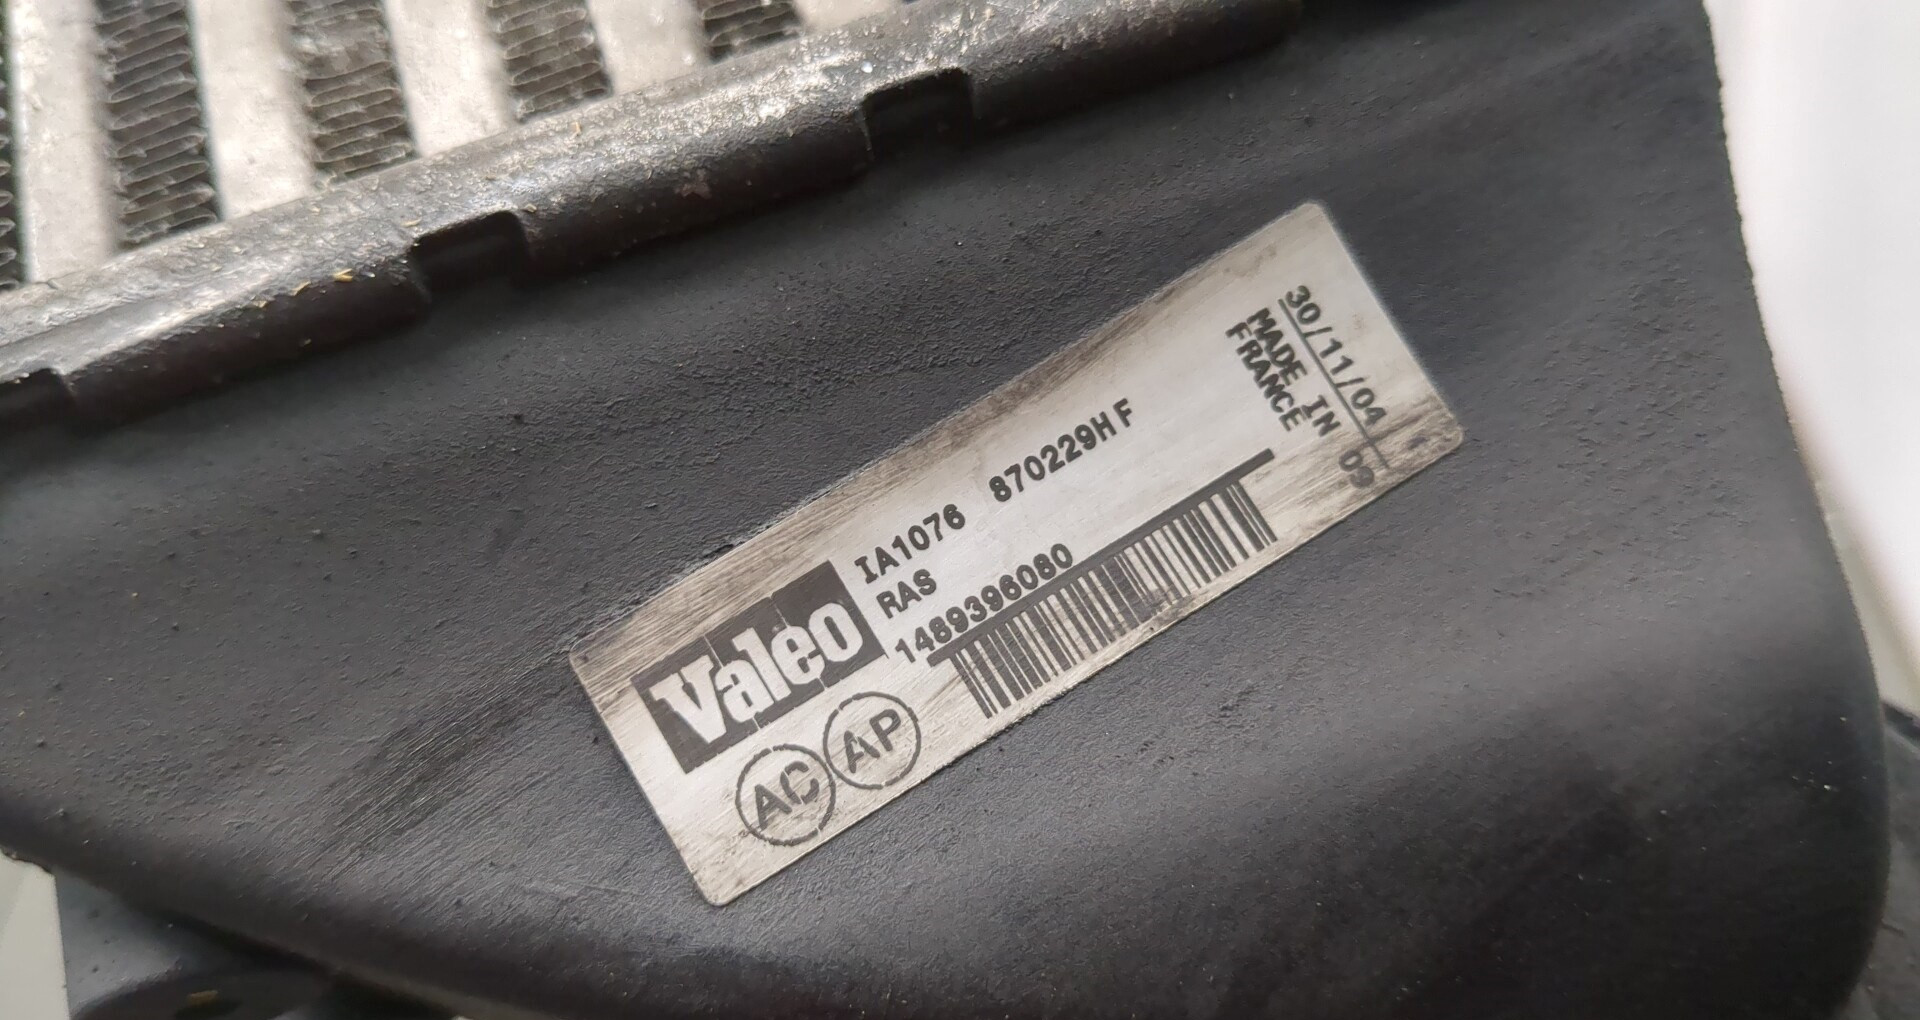 Valeo
IA1076 870229HF
RAS
1489396080
AC AP
30/11/04
MADE IN
FRANCE